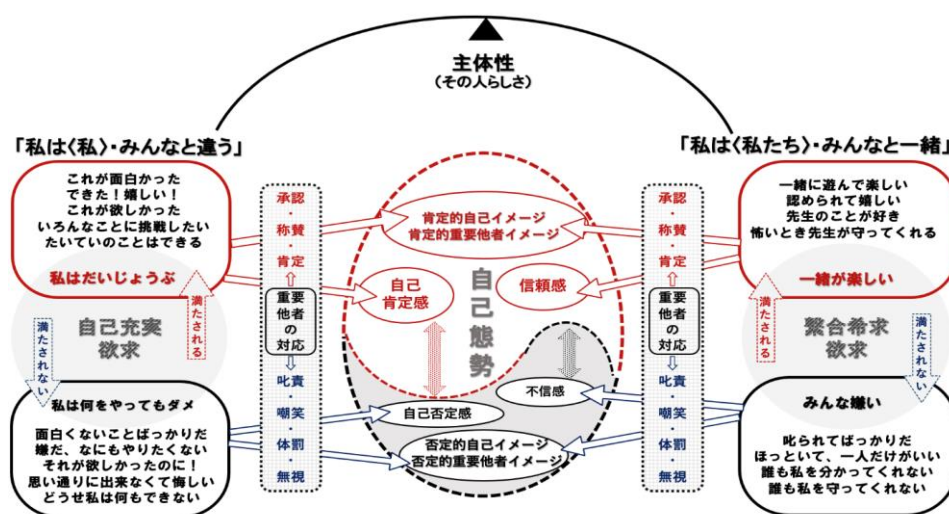 主体性
(その人らしさ)
「私は〈私〉・みんなと違う」
これが面白かった
できた！嬉しい！
これが欲しかった
いろんなことに挑戦したい
たいていのことはできる
私はだいじょうぶ
自己充実
欲求
満たされる
満たされない
私は何をやってもダメ
面白くないことばっかりだ
嫌だ、なにもやりたくない
それが欲しかったのに！
思い通りに出来なくて悔しい
どうせ私は何もできない
承認・称賛・肯定
重要他者の対応
叱責・嘲笑・体罰・無視
肯定的自己イメージ
肯定的重要他者イメージ
自己
肯定感
信頼感
自己態勢
不信感
自己否定感
否定的自己イメージ
否定的重要他者イメージ
承認・称賛・肯定
重要他者の対応
叱責・嘲笑・体罰・無視
「私は〈私たち〉・みんなと一緒」
一緒に遊んで楽しい
認められて嬉しい
先生のことが好き
怖いとき先生が守ってくれる
一緒が楽しい
繋合希求
欲求
満たされる
満たされない
みんな嫌い
叱られてばっかりだ
ほっといて、一人だけがいい
誰も私を分かってくれない
誰も私を守ってくれない